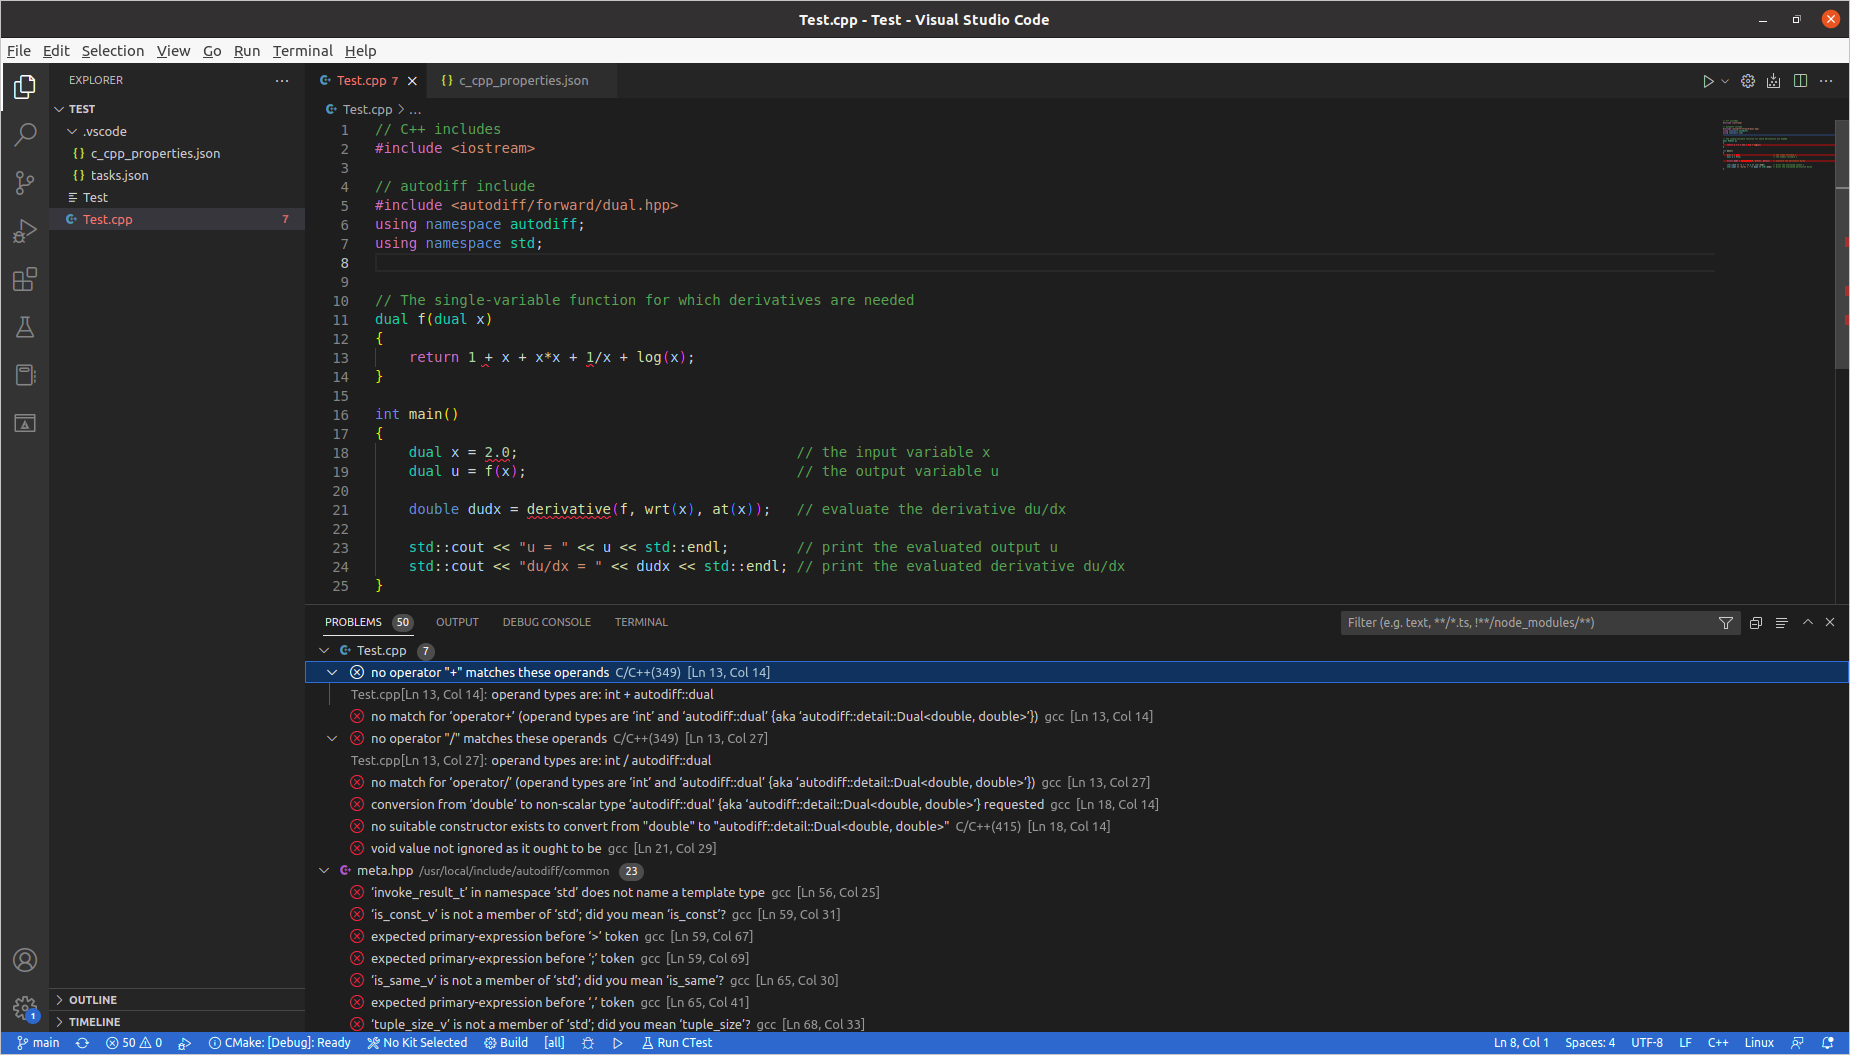 Test.cpp - Test - Visual Studio Code
File Edit Selection View Go Run Terminal Help
EXPLORER
TEST
.vscode
c_cpp_properties.json
tasks.json
Test
Test.cpp 7
OUTLINE
TIMELINE
Test.cpp 7
c_cpp_properties.json
Test.cpp > ...
1 // C++ includes
2 #include <iostream>
3
4 // autodiff include
5 #include <autodiff/forward/dual.hpp>
6 using namespace autodiff;
7 using namespace std;
8
9
10 // The single-variable function for which derivatives are needed
11 dual f(dual x)
12 {
13 return 1 + x + x*x + 1/x + log(x);
14 }
15
16 int main()
17 {
18 dual x = 2.0; // the input variable x
19 dual u = f(x); // the output variable u
20
21 double dudx = derivative(f, wrt(x), at(x)); // evaluate the derivative du/dx
22
23 std::cout << "u = " << u << std::endl; // print the evaluated output u
24 std::cout << "du/dx = " << dudx << std::endl; // print the evaluated derivative du/dx
25 }
PROBLEMS 50 OUTPUT DEBUG CONSOLE TERMINAL
Filter (e.g. text, **/*.ts, !**/node_modules/**)
Test.cpp 7
no operator "+" matches these operands C/C++(349) [Ln 13, Col 14]
Test.cpp[Ln 13, Col 14]: operand types are: int + autodiff::dual
no match for ‘operator+’ (operand types are ‘int’ and ‘autodiff::dual’ {aka ‘autodiff::detail::Dual<double, double>’}) gcc [Ln 13, Col 14]
no operator "/" matches these operands C/C++(349) [Ln 13, Col 27]
Test.cpp[Ln 13, Col 27]: operand types are: int / autodiff::dual
no match for ‘operator/’ (operand types are ‘int’ and ‘autodiff::dual’ {aka ‘autodiff::detail::Dual<double, double>’}) gcc [Ln 13, Col 27]
conversion from ‘double’ to non-scalar type ‘autodiff::dual’ {aka ‘autodiff::detail::Dual<double, double>’} requested gcc [Ln 18, Col 14]
no suitable constructor exists to convert from "double" to "autodiff::detail::Dual<double, double>" C/C++(415) [Ln 18, Col 14]
void value not ignored as it ought to be gcc [Ln 21, Col 29]
meta.hpp /usr/local/include/autodiff/common 23
‘invoke_result_t’ in namespace ‘std’ does not name a template type gcc [Ln 56, Col 25]
‘is_const_v’ is not a member of ‘std’; did you mean ‘is_const’? gcc [Ln 59, Col 31]
expected primary-expression before ‘>’ token gcc [Ln 59, Col 67]
expected primary-expression before ‘;’ token gcc [Ln 59, Col 69]
‘is_same_v’ is not a member of ‘std’; did you mean ‘is_same’? gcc [Ln 65, Col 30]
expected primary-expression before ‘,’ token gcc [Ln 65, Col 41]
‘tuple_size_v’ is not a member of ‘std’; did you mean ‘tuple_size’? gcc [Ln 68, Col 33]
1
main 50 0 CMake: [Debug]: Ready No Kit Selected Build [all] Run CTest Ln 8, Col 1 Spaces: 4 UTF-8 LF C++ Linux